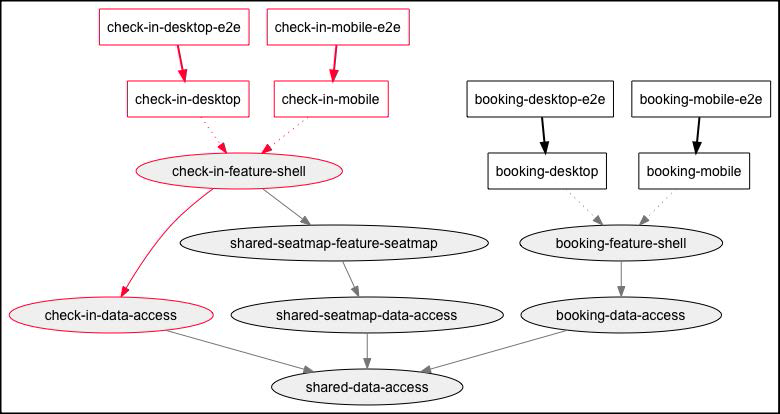 check-in-desktop-e2e
check-in-mobile-e2e
check-in-desktop
check-in-mobile
booking-desktop-e2e
booking-mobile-e2e
check-in-feature-shell
booking-desktop
booking-mobile
shared-seatmap-feature-seatmap
booking-feature-shell
check-in-data-access
shared-seatmap-data-access
booking-data-access
shared-data-access